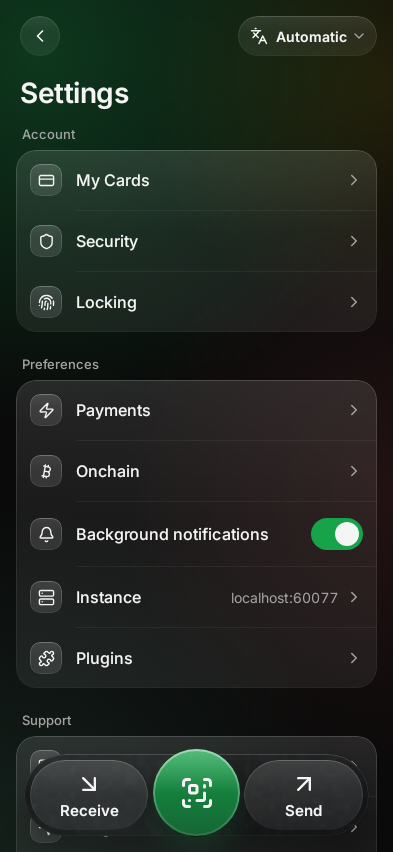 Automatic
Settings
Account
My Cards
Security
Locking
Preferences
Payments
Onchain
Background notifications
Instance localhost:60077
Plugins
Support
Receive
Send